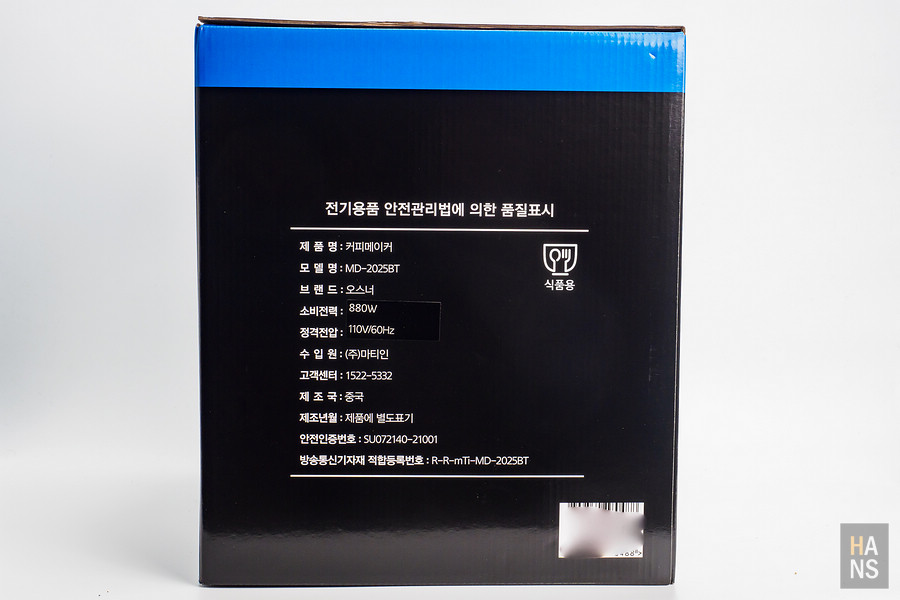 전기용품 안전관리법에 의한 품질표시
제 품 명 : 커피메이커
식품용
모 델 명 : MD-2025BT
브 랜 드 : 오스너
소비전력 : 880W
정격전압 : 110V/60Hz
수 입 원 : (주)마티인
고객센터 : 1522-5332
제 조 국 : 중국
제조년월 : 제품에 별도표기
안전인증번호 : SU072140-21001
방송통신기자재 적합등록번호 : R-R-mTi-MD-2025BT
HA
NS